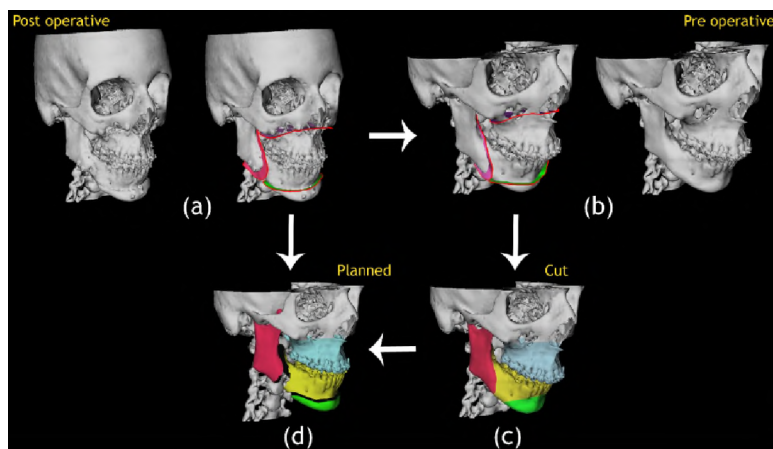 Post operative
Pre operative
(a)
(b)
Planned
Cut
(d)
(c)